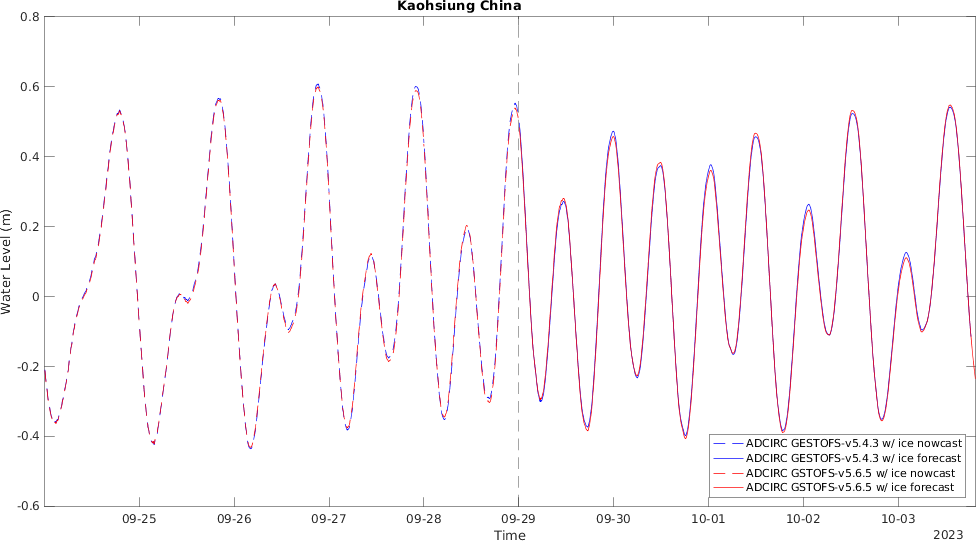 Kaohsiung China
0.8
0.6
0.4
0.2
0
-0.2
-0.4
-0.6
Water Level (m)
ADCIRC GESTOFS-v5.4.3 w/ ice nowcast
ADCIRC GESTOFS-v5.4.3 w/ ice forecast
ADCIRC GSTOFS-v5.6.5 w/ ice nowcast
ADCIRC GSTOFS-v5.6.5 w/ ice forecast
09-25 09-26 09-27 09-28 09-29 09-30 10-01 10-02 10-03
Time
2023